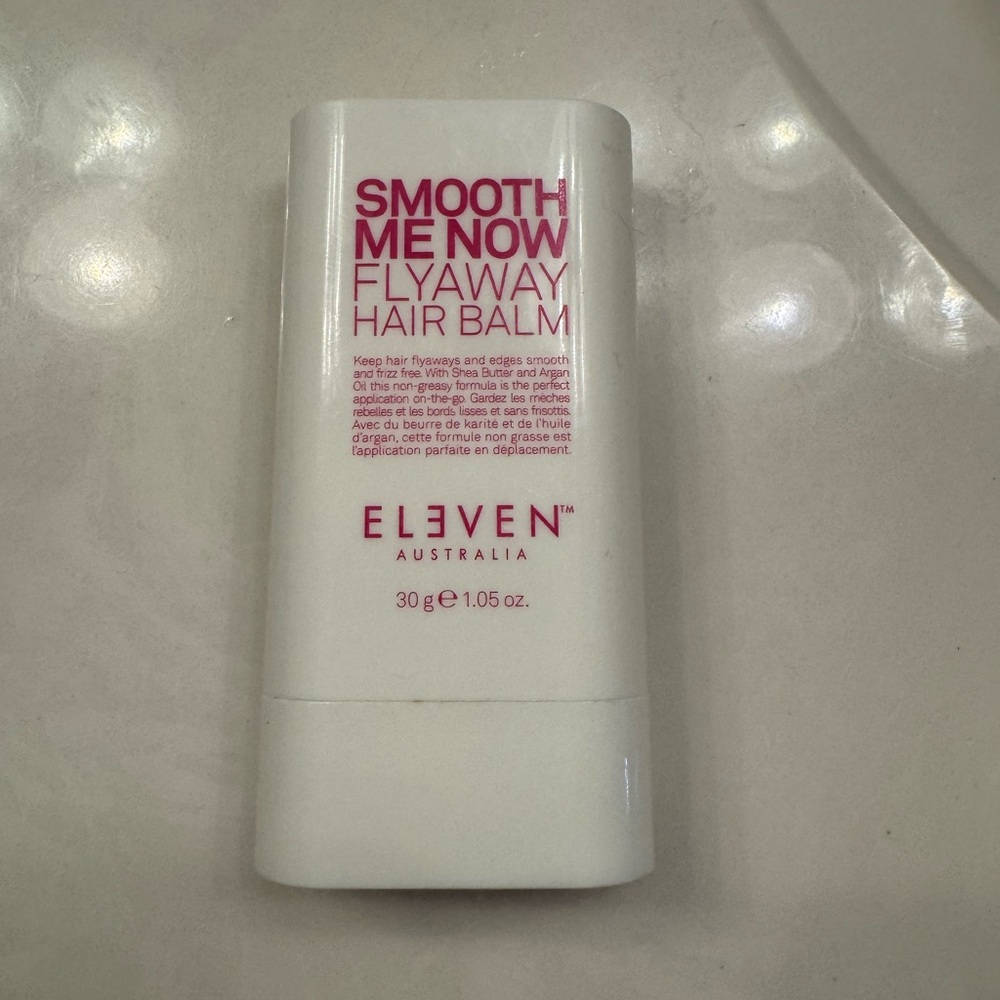 SMOOTH
ME NOW
FLYAWAY
HAIR BALM
Keep hair flyaways and edges smooth
and frizz free. With Shea Butter and Argan
Oil this non-greasy formula is the perfect
application on-the-go. Gardez les mèches
rebelles et les bords lisses et sans frisottis.
Avec du beurre de karité et de l'huile
d'argan, cette formule non grasse est
l'application parfaite en déplacement.
ELEVEN™
AUSTRALIA
30 g ℮ 1.05 oz.